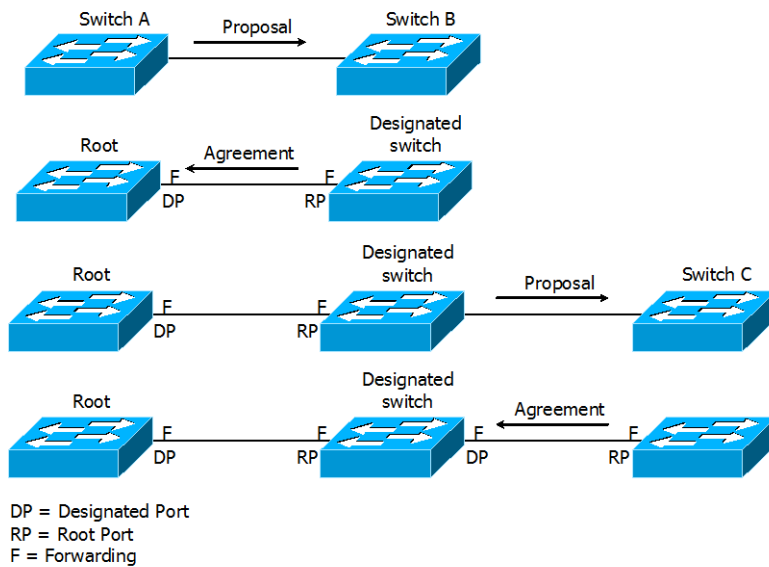 Switch A
Proposal
Switch B
Root
Agreement
Designated
switch
F
F
DP
RP
Root
Designated
switch
Proposal
Switch C
F
F
DP
RP
Root
Designated
switch
Agreement
F
F
F
F
DP
RP
DP
RP
DP = Designated Port
RP = Root Port
F = Forwarding